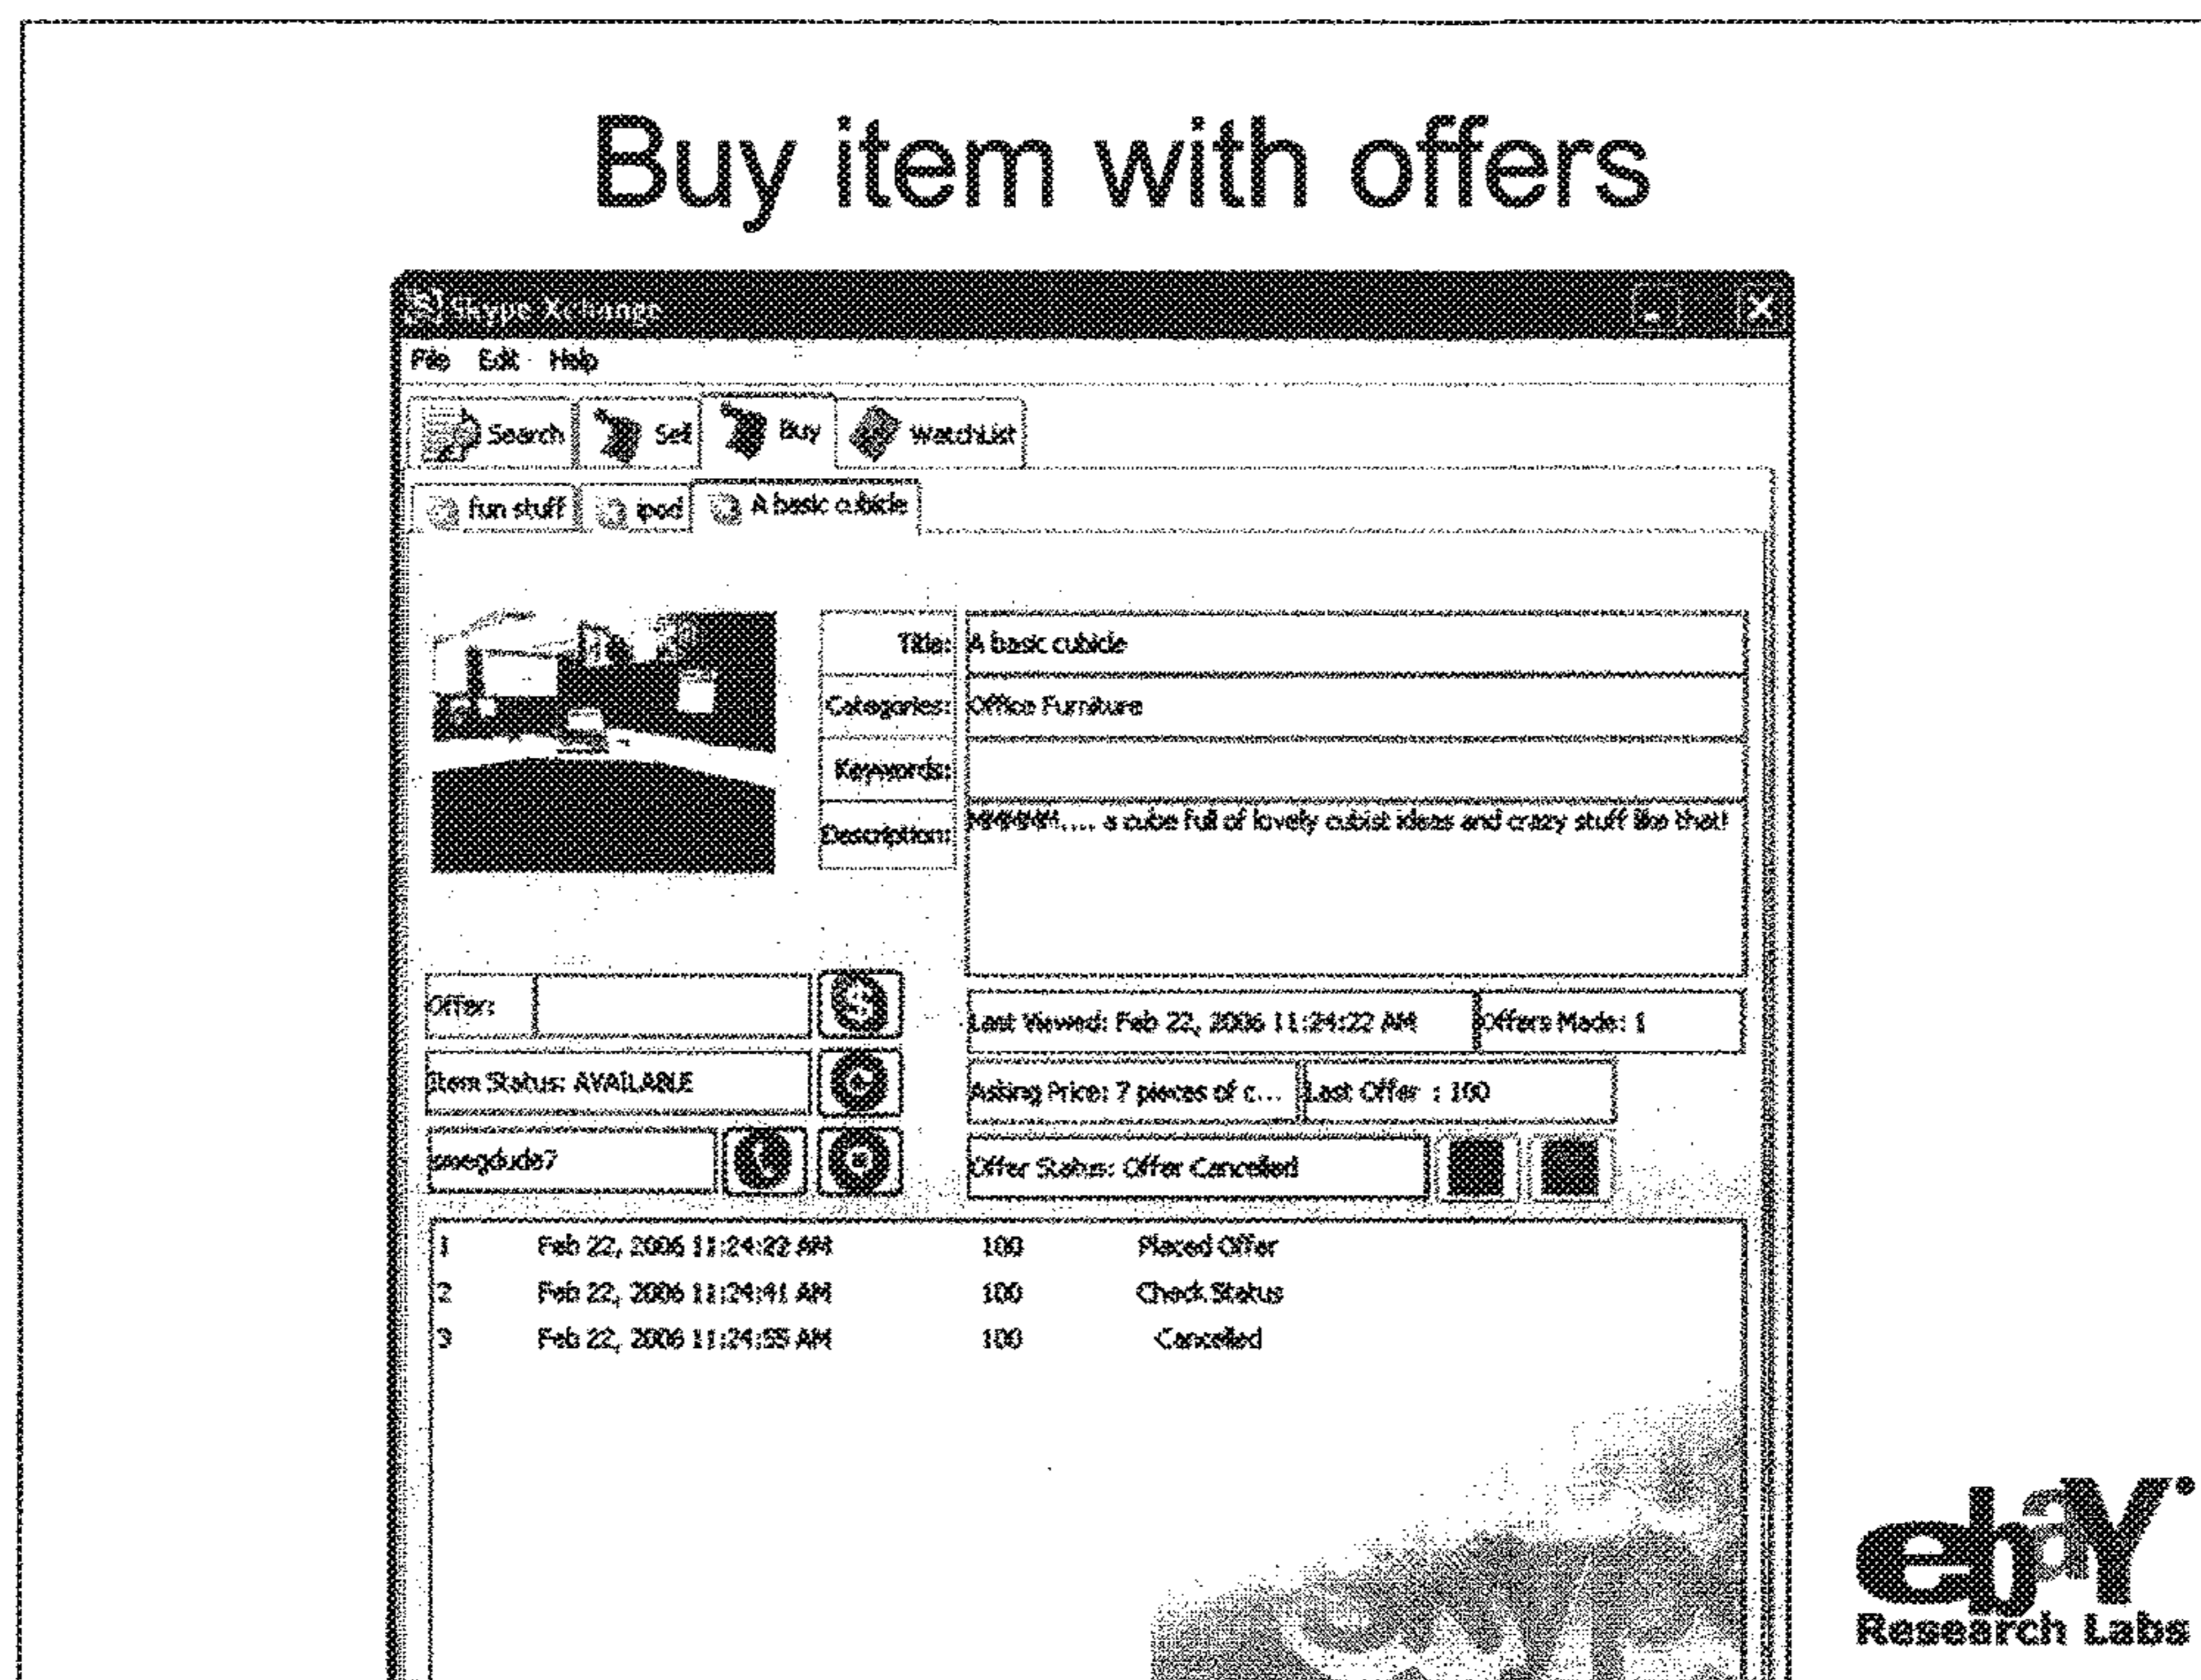 Buy item with offers
Skype Xchange
File Edit Help
Search Sell Buy WatchList
fun stuff ipod A basic cubicle
Title: A basic cubicle
Categories: Office Furniture
Keywords:
Description: a cube full of lovely cubist ideas and crazy stuff like that!
Offer:
Last Viewed: Feb 22, 2006 11:24:22 AM Offers Made: 1
Item Status: AVAILABLE
Asking Price: 7 pieces of c... Last Offer : 100
Offer Status: Offer Cancelled
1 Feb 22, 2006 11:24:22 AM 100 Placed Offer
2 Feb 22, 2006 11:24:41 AM 100 Check Status
3 Feb 22, 2006 11:24:55 AM 100 Cancelled
ebaY
Research Labs